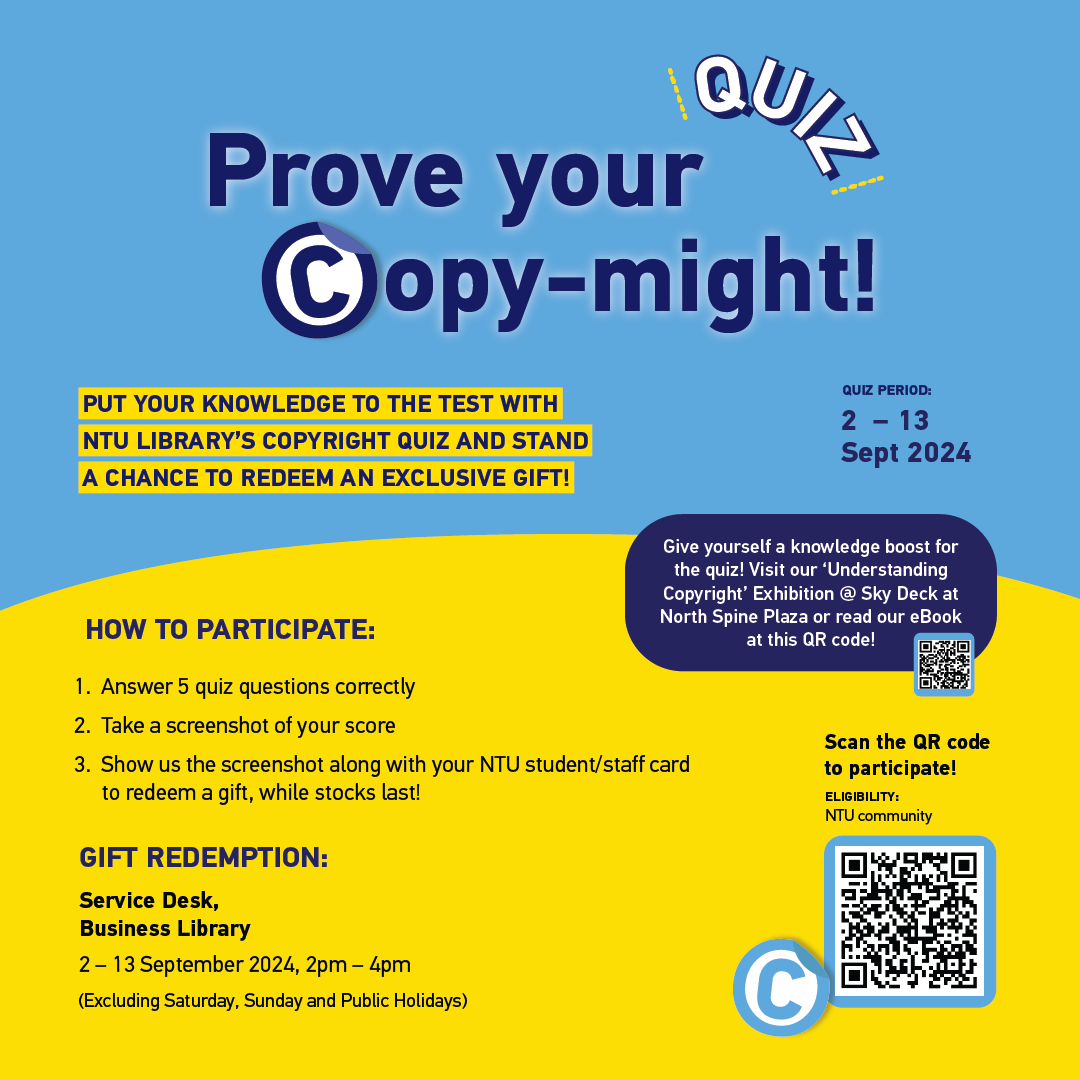 QUIZ
Prove your
Copy-might!
PUT YOUR KNOWLEDGE TO THE TEST WITH
NTU LIBRARY'S COPYRIGHT QUIZ AND STAND
A CHANCE TO REDEEM AN EXCLUSIVE GIFT!
QUIZ PERIOD:
2 – 13
Sept 2024
Give yourself a knowledge boost for
the quiz! Visit our ‘Understanding
Copyright’ Exhibition @ Sky Deck at
North Spine Plaza or read our eBook
at this QR code!
HOW TO PARTICIPATE:
1. Answer 5 quiz questions correctly
2. Take a screenshot of your score
3. Show us the screenshot along with your NTU student/staff card
to redeem a gift, while stocks last!
GIFT REDEMPTION:
Service Desk,
Business Library
2 – 13 September 2024, 2pm – 4pm
(Excluding Saturday, Sunday and Public Holidays)
Scan the QR code
to participate!
ELIGIBILITY:
NTU community
C